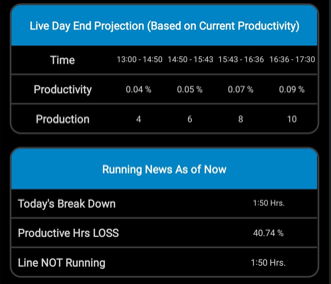 Live Day End Projection (Based on Current Productivity)
Time 13:00 - 14:50 14:50 - 15:43 15:43 - 16:36 16:36 - 17:30
Productivity 0.04 % 0.05 % 0.07 % 0.09 %
Production 4 6 8 10
Running News As of Now
Today's Break Down 1:50 Hrs.
Productive Hrs LOSS 40.74 %
Line NOT Running 1:50 Hrs.